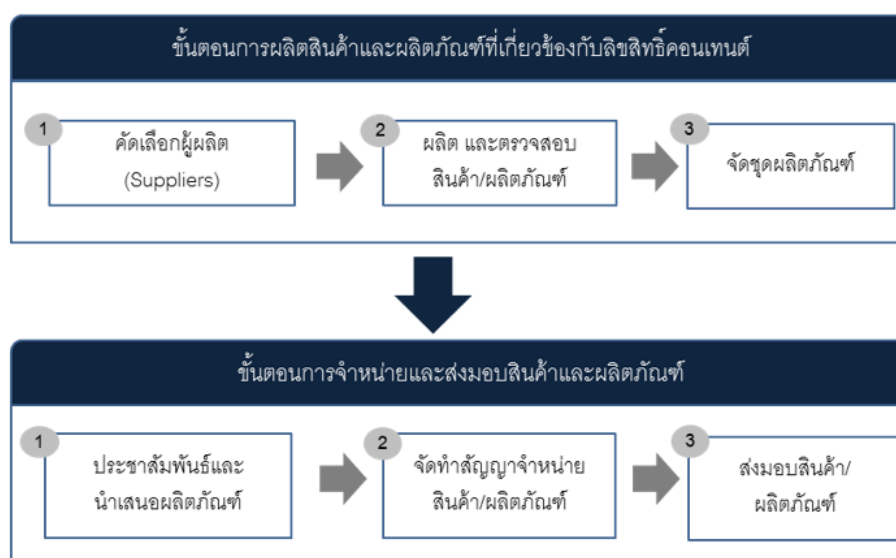 ขั้นตอนการผลิตสินค้าและผลิตภัณฑ์ที่เกี่ยวข้องกับลิขสิทธิ์คอนเทนต์
1
คัดเลือกผู้ผลิต
(Suppliers)
2
ผลิต และตรวจสอบ
สินค้า/ผลิตภัณฑ์
3
จัดชุดผลิตภัณฑ์
ขั้นตอนการจำหน่ายและส่งมอบสินค้าและผลิตภัณฑ์
1
ประชาสัมพันธ์และ
นำเสนอผลิตภัณฑ์
2
จัดทำสัญญาจำหน่าย
สินค้า/ผลิตภัณฑ์
3
ส่งมอบสินค้า/
ผลิตภัณฑ์